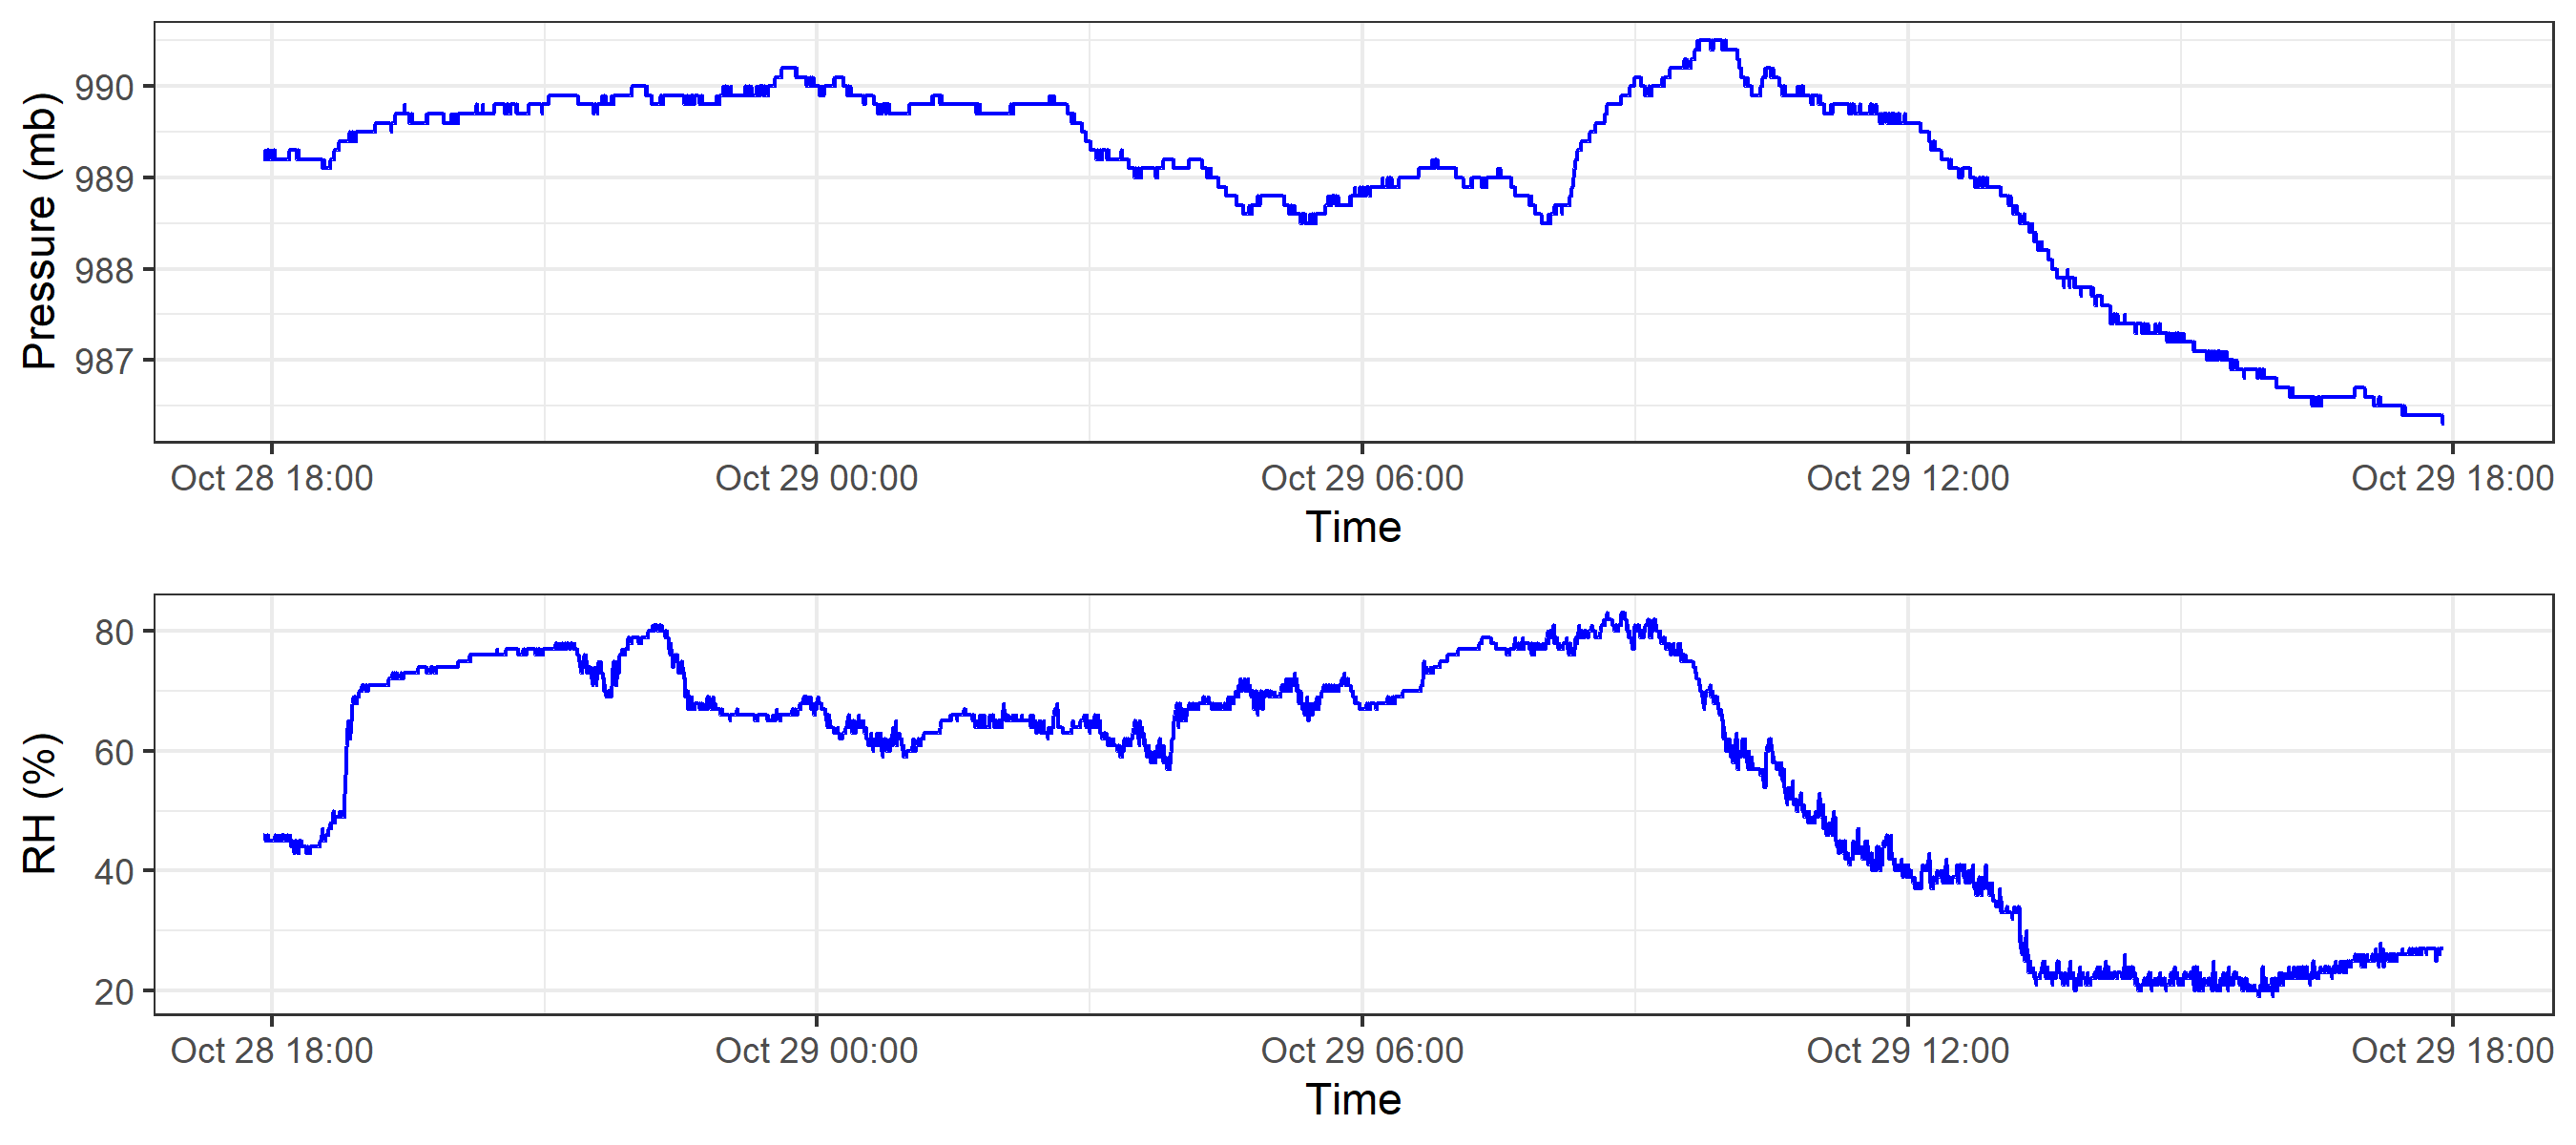 Pressure (mb)
990
989
988
987
Oct 28 18:00
Oct 29 00:00
Oct 29 06:00
Oct 29 12:00
Oct 29 18:00
Time
RH (%)
80
60
40
20
Oct 28 18:00
Oct 29 00:00
Oct 29 06:00
Oct 29 12:00
Oct 29 18:00
Time